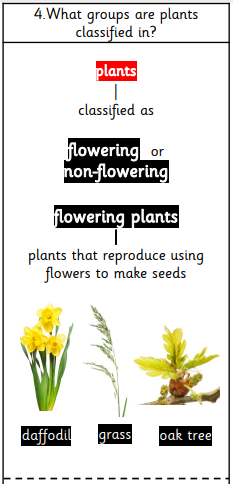 4.What groups are plants
classified in?
plants
classified as
flowering or
non-flowering
flowering plants
plants that reproduce using
flowers to make seeds
daffodil grass oak tree